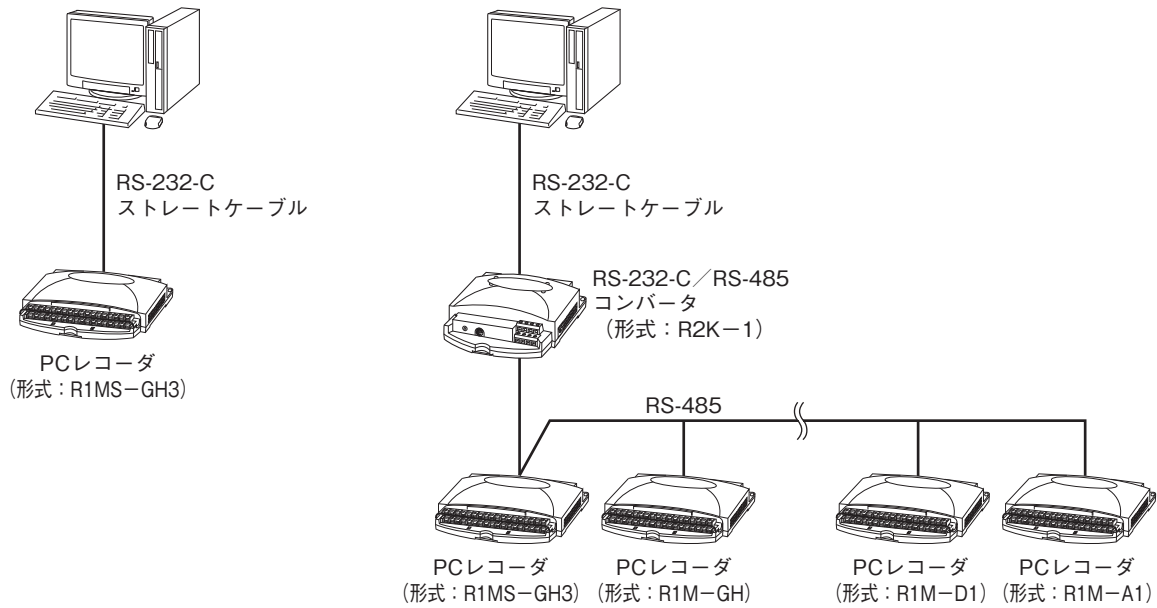 RS-232-C
ストレートケーブル
PCレコーダ
(形式：R1MS－GH3)
RS-232-C
ストレートケーブル
RS-232-C／RS-485
コンバータ
（形式：R2K－1）
RS-485
PCレコーダ
(形式：R1MS－GH3)
PCレコーダ
(形式：R1M－GH)
PCレコーダ
(形式：R1M－D1)
PCレコーダ
(形式：R1M－A1)